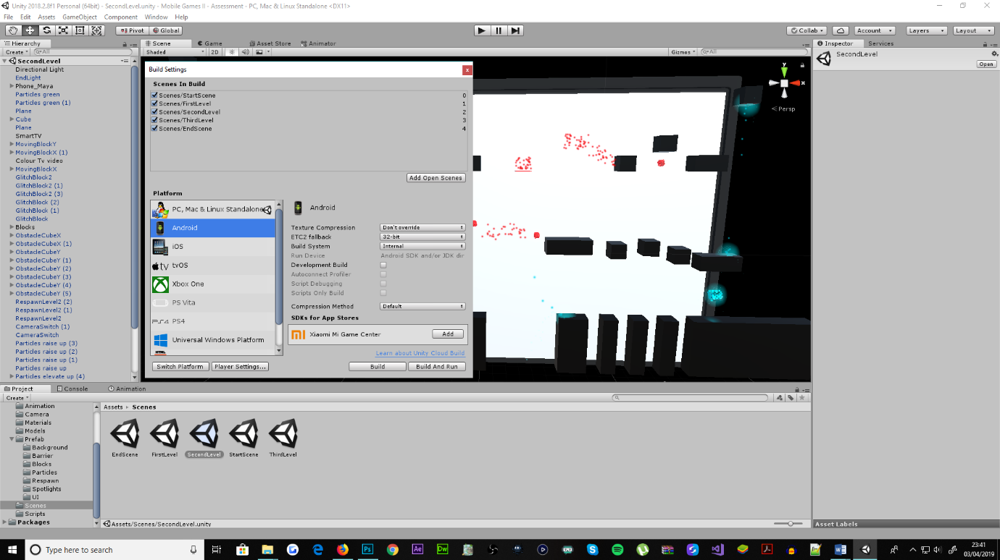 Unity 2018.2.8f1 Personal (64bit) - SecondLevel.unity - Mobile Games II - Assessment - PC, Mac & Linux Standalone <DX11>
File Edit Assets GameObject Component Window Help
Pivot Global Collab Account Layers Layout
Hierarchy
Create All
SecondLevel
Directional Light
EndLight
Phone_Maya
Particles green
Particles green (1)
Plane
Cube
Plane
SmartTV
MovingBlockY
MovingBlockX (1)
Colour Tv video
MovingBlockX
GlitchBlock2
GlitchBlock2 (1)
GlitchBlock2 (3)
GlitchBlock (2)
GlitchBlock (1)
GlitchBlock
Blocks
ObstacleCubeX
ObstacleCubeX (1)
ObstacleCubeY
ObstacleCubeY (1)
ObstacleCubeY (2)
ObstacleCubeY (3)
ObstacleCubeY (4)
ObstacleCubeY (5)
RespawnLevel2 (2)
RespawnLevel2 (1)
RespawnLevel2
CameraSwitch (1)
CameraSwitch
Particles raise up (3)
Particles raise up (2)
Particles raise up (1)
Particles raise up
Particles elevate up (4)
Scene Game Asset Store Animator
Shaded 2D Gizmos All
y
x
Persp
Build Settings
x
Scenes In Build
Scenes/StartScene 0
Scenes/FirstLevel 1
Scenes/SecondLevel 2
Scenes/ThirdLevel 3
Scenes/EndScene 4
Add Open Scenes
Platform
PC, Mac & Linux Standalone
Android
iOS
tv tvOS
Xbox One
PS Vita
PS4 PS4
Universal Windows Platform
HTML
Android
Texture Compression Don't override
ETC2 fallback 32-bit
Build System Internal
Run Device Android SDK and/or JDK dir
Development Build
Autoconnect Profiler
Script Debugging
Scripts Only Build
Compression Method Default
SDKs for App Stores
mi Xiaomi Mi Game Center Add
Learn about Unity Cloud Build
Switch Platform Player Settings... Build Build And Run
Inspector Services
SecondLevel
Open
Asset Labels
Project Console Animation
Create
Animation
Camera
Materials
Models
Prefab
Background
Barrier
Blocks
Particles
Respawn
Spotlights
UI
Scenes
Scripts
Packages
Assets Scenes
EndScene FirstLevel SecondLevel StartScene ThirdLevel
Assets/Scenes/SecondLevel.unity
Type here to search
Ps Ae Dw
23:41
03/04/2019